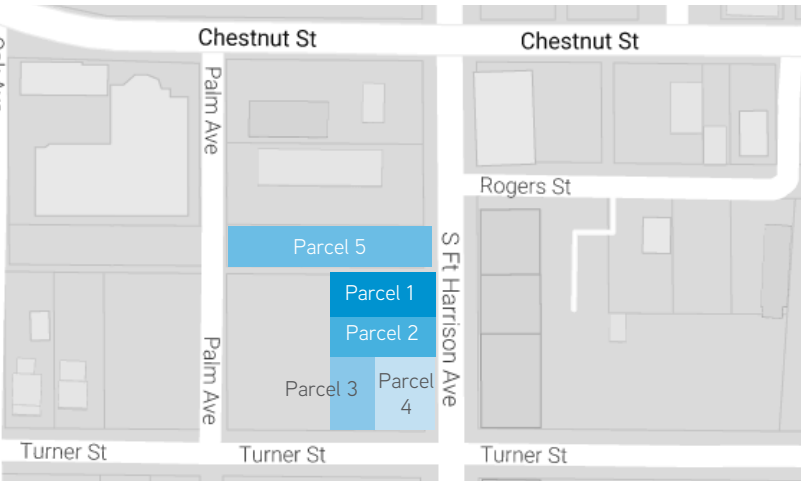 Chestnut St
Chestnut St
Palm Ave
Rogers St
Parcel 5
S Ft Harrison Ave
Parcel 1
Parcel 2
Palm Ave
Parcel 3
Parcel
4
Turner St
Turner St
Turner St